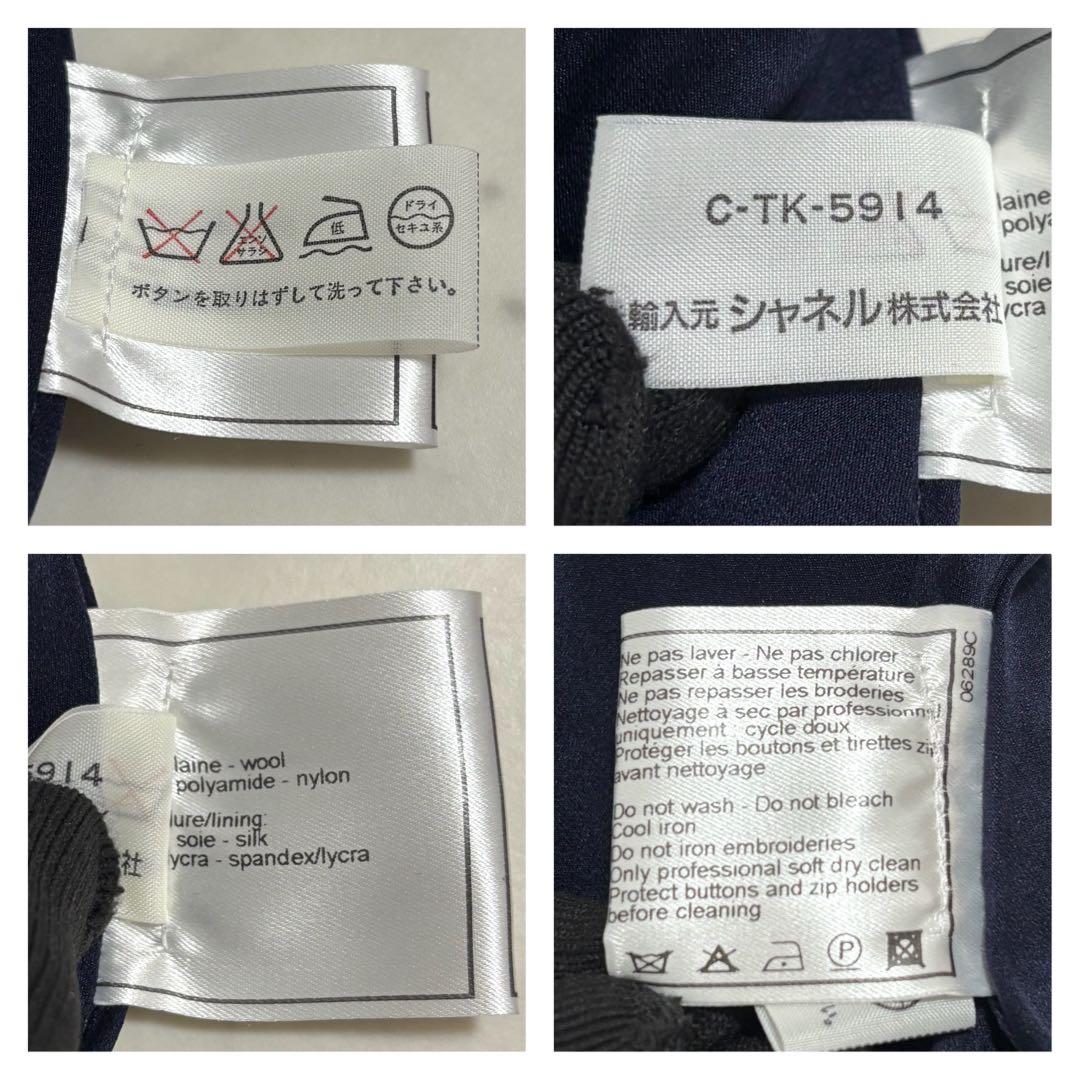 低
ドライ
セキユ系
エンソ
サラシ
ボタンを取りはずして洗って下さい。
C-TK-5914
輸入元 シャネル株式会社
laine
polya
ure/l
soie
ycra
5914
社
laine - wool
polyamide - nylon
lure/lining:
soie - silk
lycra - spandex/lycra
Ne pas laver - Ne pas chlorer
Repasser à basse température
Ne pas repasser les broderies
Nettoyage à sec par professionnel
uniquement : cycle doux
Protéger les boutons et tirettes zip
avant nettoyage
Do not wash - Do not bleach
Cool iron
Do not iron embroideries
Only professional soft dry clean
Protect buttons and zip holders
before cleaning
P
06289C